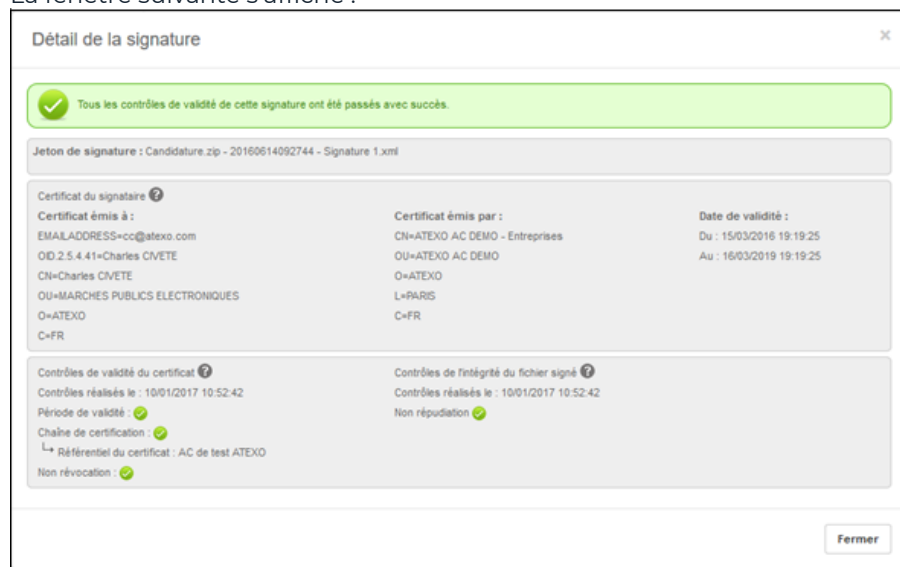 La fenêtre suivante s'affiche :
Détail de la signature
×
Tous les contrôles de validité de cette signature ont été passés avec succès.
Jeton de signature : Candidature.zip - 20160614092744 - Signature 1.xml
Certificat du signataire ?
Certificat émis à :
EMAILADDRESS=cc@atexo.com
OID.2.5.4.41=Charles CIVETE
CN=Charles CIVETE
OU=MARCHES PUBLICS ELECTRONIQUES
O=ATEXO
C=FR
Certificat émis par :
CN=ATEXO AC DEMO - Entreprises
OU=ATEXO AC DEMO
O=ATEXO
L=PARIS
C=FR
Date de validité :
Du : 15/03/2016 19:19:25
Au : 16/03/2019 19:19:25
Contrôles de validité du certificat ?
Contrôles réalisés le : 10/01/2017 10:52:42
Période de validité :
Chaîne de certification :
Référentiel du certificat : AC de test ATEXO
Non révocation :
Contrôles de l'intégrité du fichier signé ?
Contrôles réalisés le : 10/01/2017 10:52:42
Non répudiation
Fermer